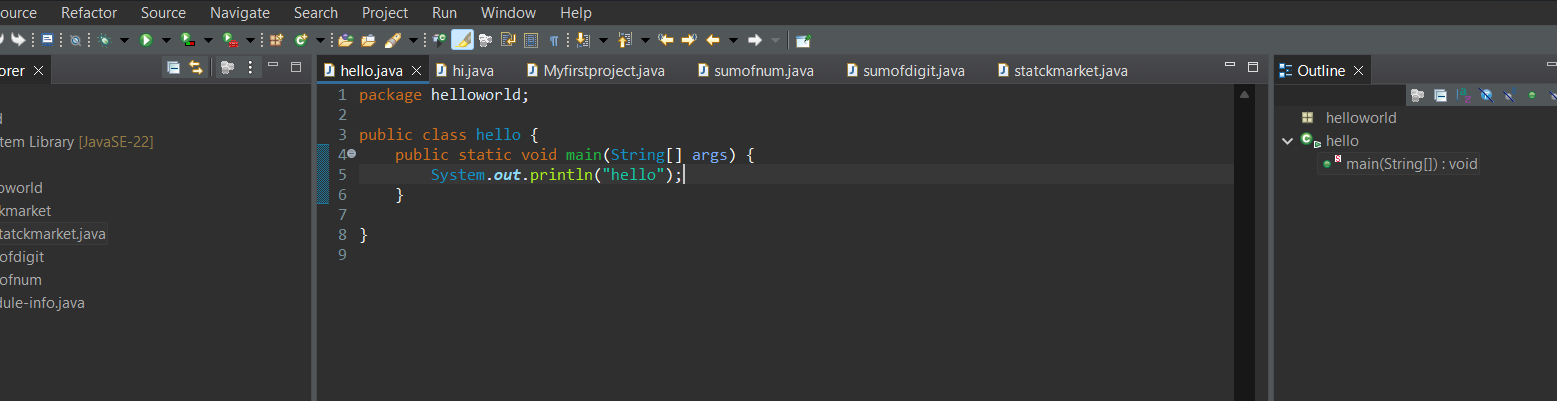 ource Refactor Source Navigate Search Project Run Window Help
orer
hello.java hi.java Myfirstproject.java sumofnum.java sumofdigit.java statckmarket.java
Outline
d
tem Library [JavaSE-22]
oworld
kmarket
tatckmarket.java
ofdigit
ofnum
dule-info.java
1 package helloworld;
2
3 public class hello {
4 public static void main(String[] args) {
5 System.out.println("hello");
6 }
7
8 }
9
helloworld
hello
main(String[]) : void